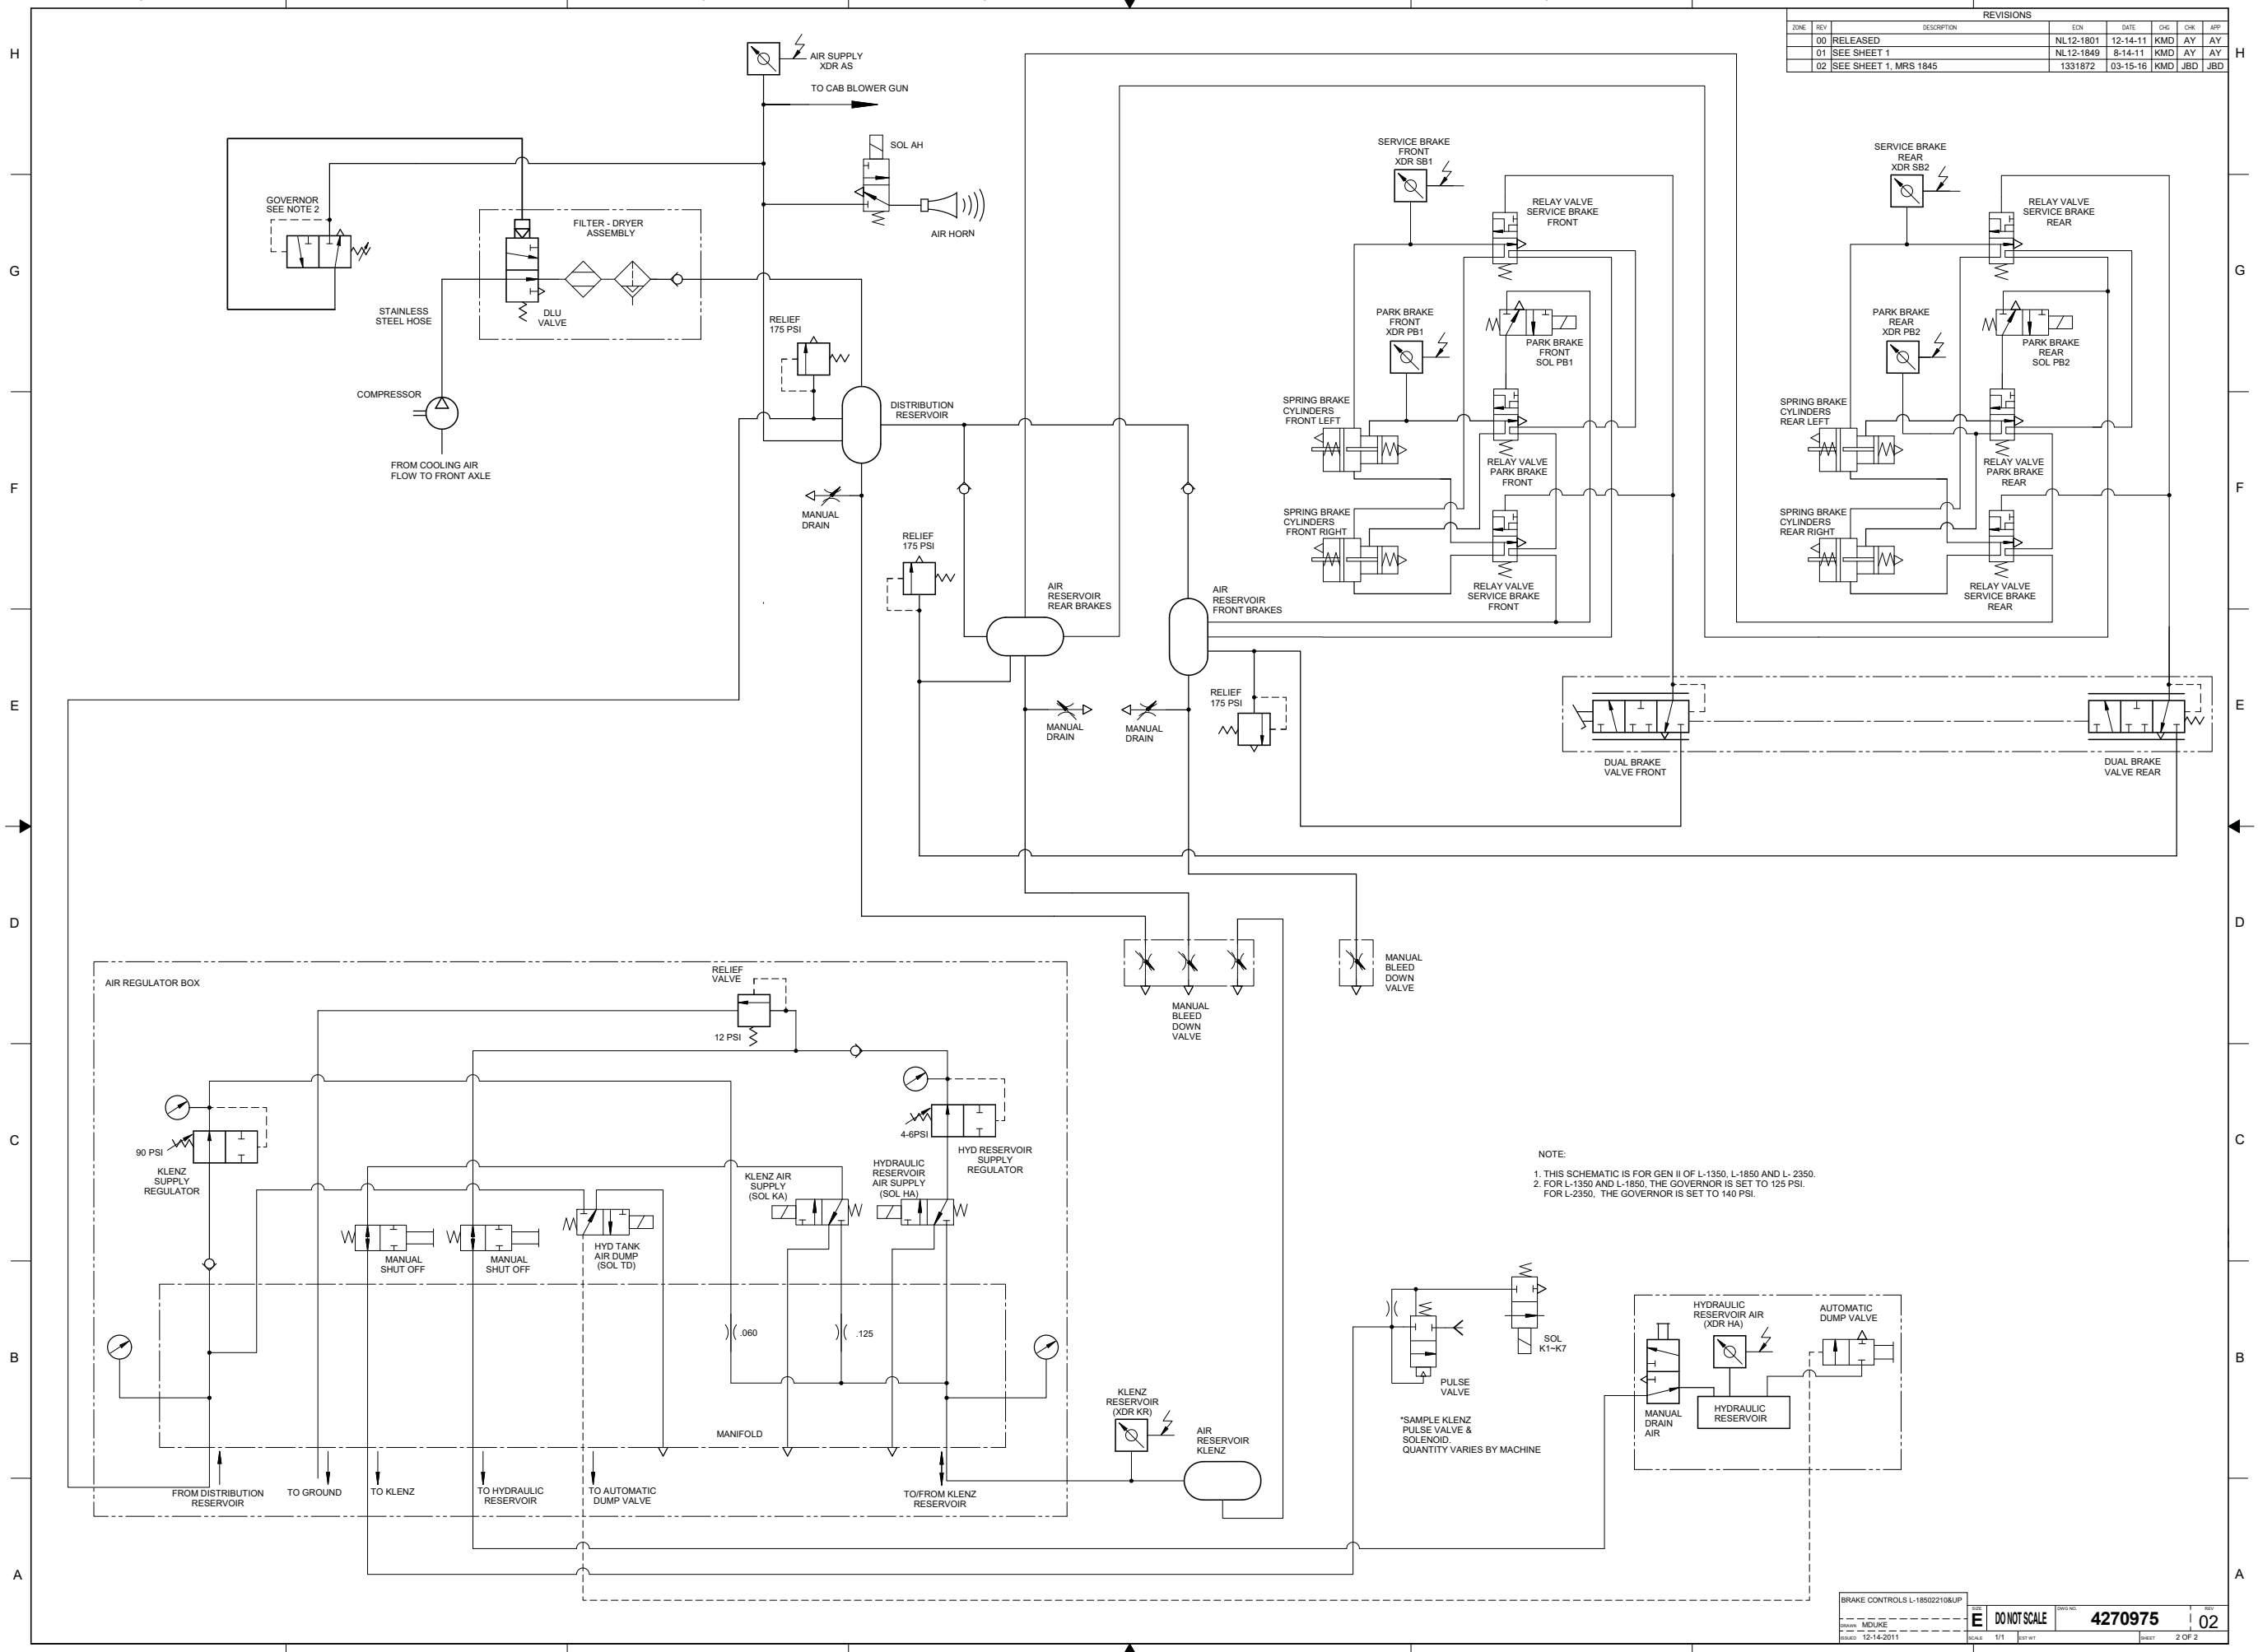 REVISIONS
ZONE REV DESCRIPTION ECN DATE CHG CHK APP
00 RELEASED NL12-1801 12-14-11 KMD AY AY
01 SEE SHEET 1 NL12-1849 8-14-11 KMD AY AY
02 SEE SHEET 1, MRS 1845 1331872 03-15-16 KMD JBD JBD
H
H
G
G
F
F
E
E
D
D
C
C
B
B
A
A
AIR SUPPLY
XDR AS
TO CAB BLOWER GUN
SOL AH
AIR HORN
GOVERNOR
SEE NOTE 2
FILTER - DRYER
ASSEMBLY
STAINLESS
STEEL HOSE
DLU
VALVE
RELIEF
175 PSI
COMPRESSOR
FROM COOLING AIR
FLOW TO FRONT AXLE
DISTRIBUTION
RESERVOIR
MANUAL
DRAIN
RELIEF
175 PSI
AIR
RESERVOIR
REAR BRAKES
AIR
RESERVOIR
FRONT BRAKES
MANUAL
DRAIN
MANUAL
DRAIN
RELIEF
175 PSI
SERVICE BRAKE
FRONT
XDR SB1
RELAY VALVE
SERVICE BRAKE
FRONT
PARK BRAKE
FRONT
XDR PB1
PARK BRAKE
FRONT
SOL PB1
SPRING BRAKE
CYLINDERS
FRONT LEFT
RELAY VALVE
PARK BRAKE
FRONT
SPRING BRAKE
CYLINDERS
FRONT RIGHT
RELAY VALVE
SERVICE BRAKE
FRONT
SERVICE BRAKE
REAR
XDR SB2
RELAY VALVE
SERVICE BRAKE
REAR
PARK BRAKE
REAR
XDR PB2
PARK BRAKE
REAR
SOL PB2
SPRING BRAKE
CYLINDERS
REAR LEFT
RELAY VALVE
PARK BRAKE
REAR
SPRING BRAKE
CYLINDERS
REAR RIGHT
RELAY VALVE
SERVICE BRAKE
REAR
DUAL BRAKE
VALVE FRONT
DUAL BRAKE
VALVE REAR
MANUAL
BLEED
DOWN
VALVE
MANUAL
BLEED
DOWN
VALVE
AIR REGULATOR BOX
RELIEF
VALVE
12 PSI
90 PSI
KLENZ
SUPPLY
REGULATOR
4-6PSI
HYD RESERVOIR
SUPPLY
REGULATOR
KLENZ AIR
SUPPLY
(SOL KA)
HYDRAULIC
RESERVOIR
AIR SUPPLY
(SOL HA)
MANUAL
SHUT OFF
MANUAL
SHUT OFF
HYD TANK
AIR DUMP
(SOL TD)
.060
.125
MANIFOLD
FROM DISTRIBUTION
RESERVOIR
TO GROUND
TO KLENZ
TO HYDRAULIC
RESERVOIR
TO AUTOMATIC
DUMP VALVE
TO/FROM KLENZ
RESERVOIR
KLENZ
RESERVOIR
(XDR KR)
AIR
RESERVOIR
KLENZ
NOTE:
1. THIS SCHEMATIC IS FOR GEN II OF L-1350, L-1850 AND L- 2350.
2. FOR L-1350 AND L-1850, THE GOVERNOR IS SET TO 125 PSI.
FOR L-2350, THE GOVERNOR IS SET TO 140 PSI.
SOL
K1~K7
PULSE
VALVE
*SAMPLE KLENZ
PULSE VALVE &
SOLENOID.
QUANTITY VARIES BY MACHINE
HYDRAULIC
RESERVOIR AIR
(XDR HA)
AUTOMATIC
DUMP VALVE
MANUAL
DRAIN
AIR
HYDRAULIC
RESERVOIR
BRAKE CONTROLS L-18502210&UP
DRAWN MDUKE
ISSUED 12-14-2011
SIZE
E
DO NOT SCALE
DWG NO.
4270975
REV
02
SCALE 1/1 EST WT SHEET 2 OF 2